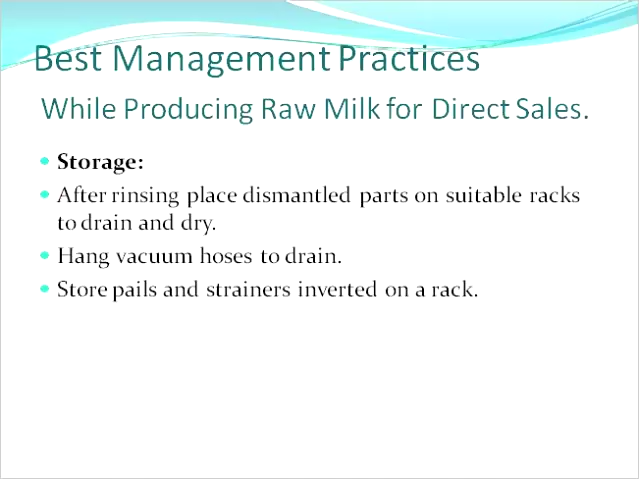 Best Management Practices
While Producing Raw Milk for Direct Sales.
Storage:
After rinsing place dismantled parts on suitable racks
to drain and dry.
Hang vacuum hoses to drain.
Store pails and strainers inverted on a rack.